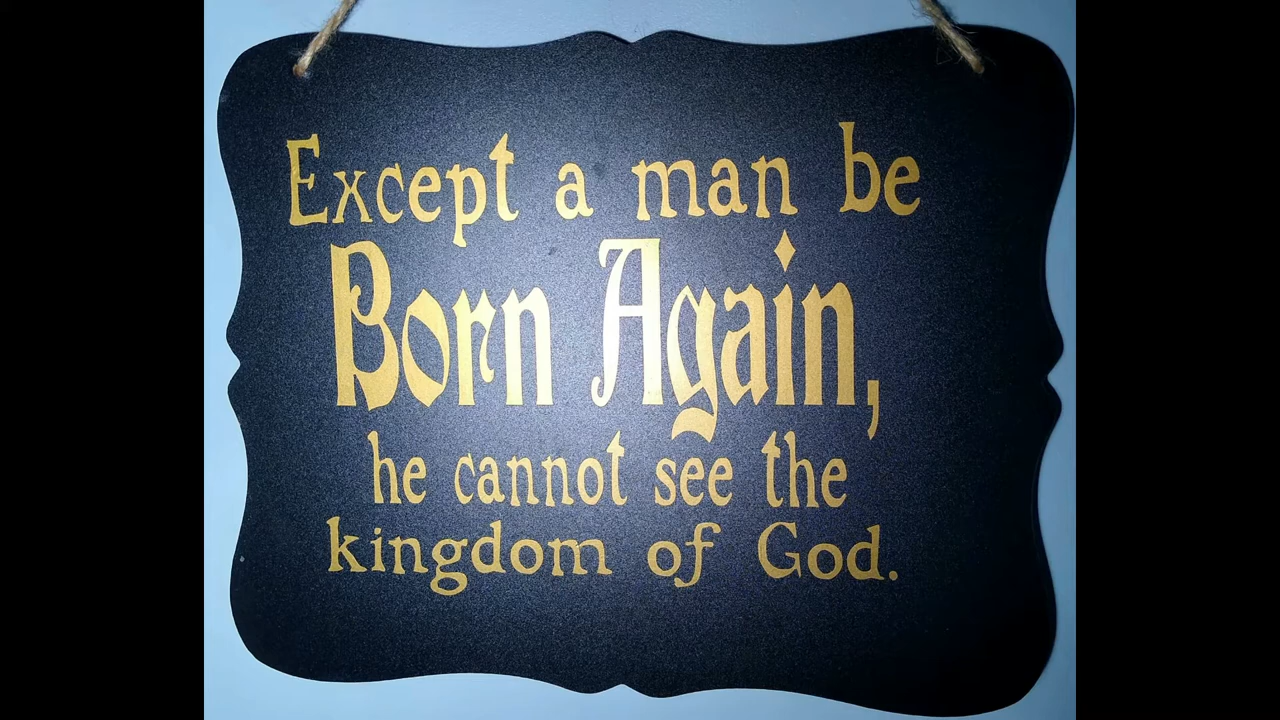 Except a man be
Born Again,
he cannot see the
kingdom of God.